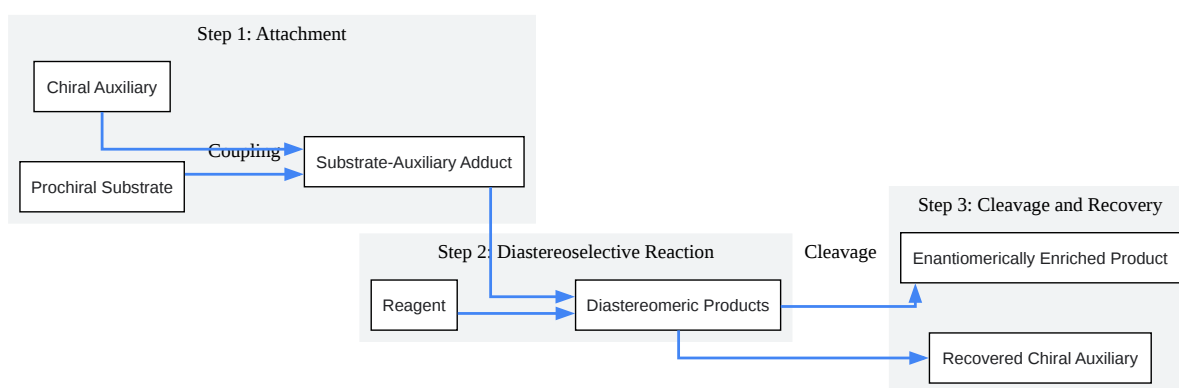 Step 1: Attachment
Chiral Auxiliary
Coupling
Substrate-Auxiliary Adduct
Prochiral Substrate
Step 2: Diastereoselective Reaction
Reagent
Diastereomeric Products
Cleavage
Step 3: Cleavage and Recovery
Enantiomerically Enriched Product
Recovered Chiral Auxiliary